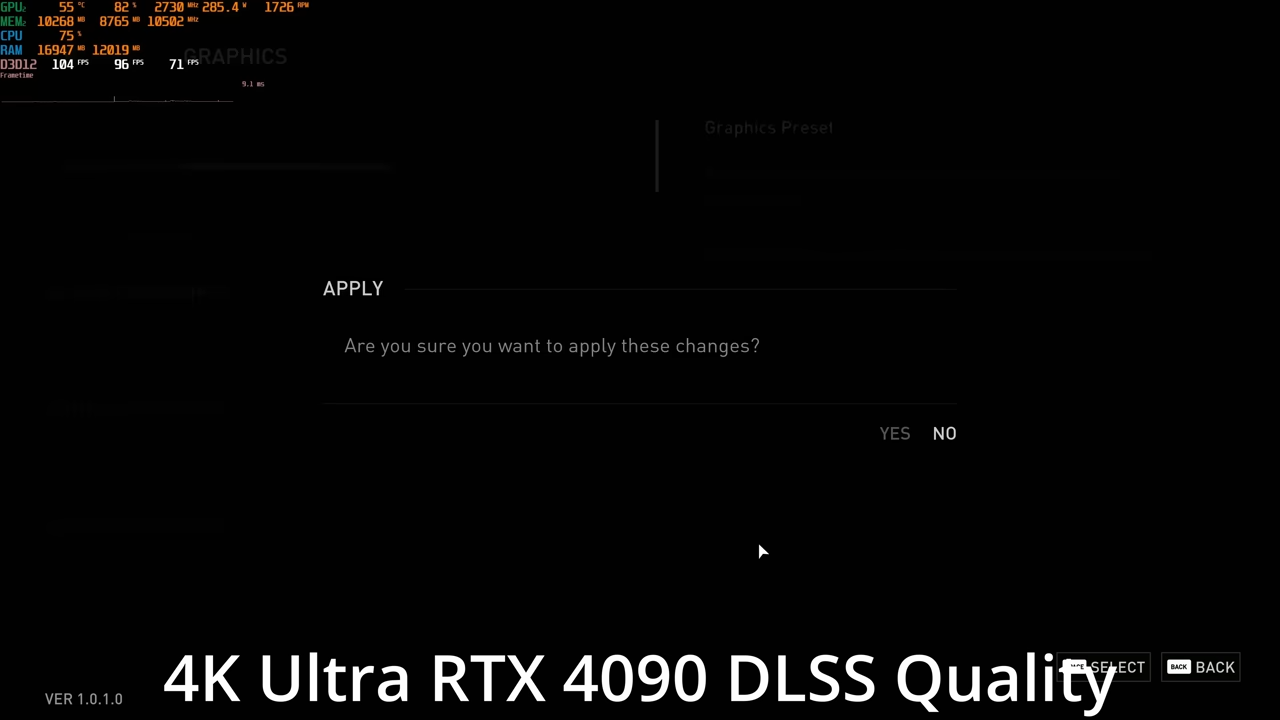 GPU₂ 55 °C 82 % 2730 MHz 285.4 W 1726 RPM
MEM₂ 10268 MB 8765 MB 10502 MHz
CPU 75 %
RAM 16947 MB 12019 MB
D3D12 104 FPS 96 FPS 71 FPS
Frametime
9.1 ms
GRAPHICS
Graphics Preset
APPLY
Are you sure you want to apply these changes?
YES NO
4K Ultra RTX 4090 DLSS Quality
SELECT
BACK BACK
VER 1.0.1.0